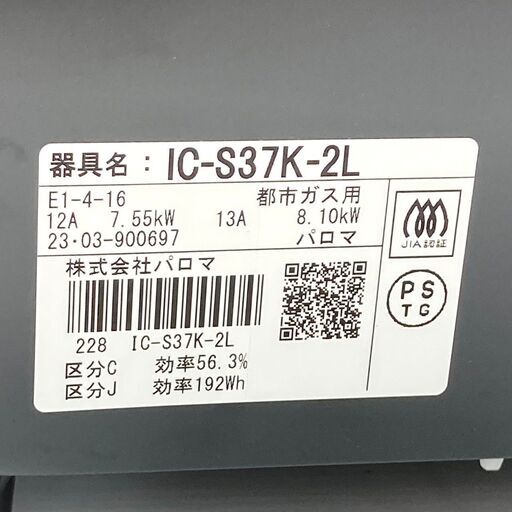 器具名：IC-S37K-2L
E1-4-16 都市ガス用
12A 7.55kW 13A 8.10kW
23・03-900697 パロマ
JIA認証
株式会社パロマ
PS
TG
228 IC-S37K-2L
区分C 効率56.3%
区分J 効率192Wh